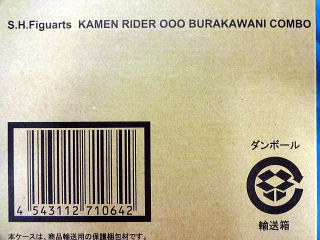 S.H.Figuarts KAMEN RIDER OOO BURAKAWANI COMBO
ダンボール
輸送箱
4 543112 710642
本ケースは、商品輸送用の保護梱包材です。